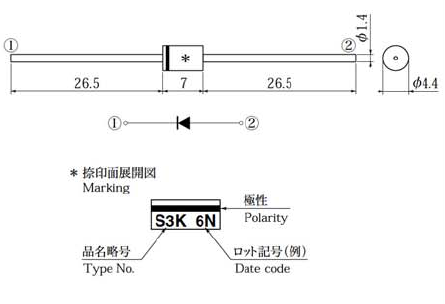 ① ② φ1.4
*
26.5 7 26.5 φ4.4
① ②
* 捺印面展開図
Marking
極性
Polarity
S3K 6N
品名略号 ロット記号(例)
Type No. Date code